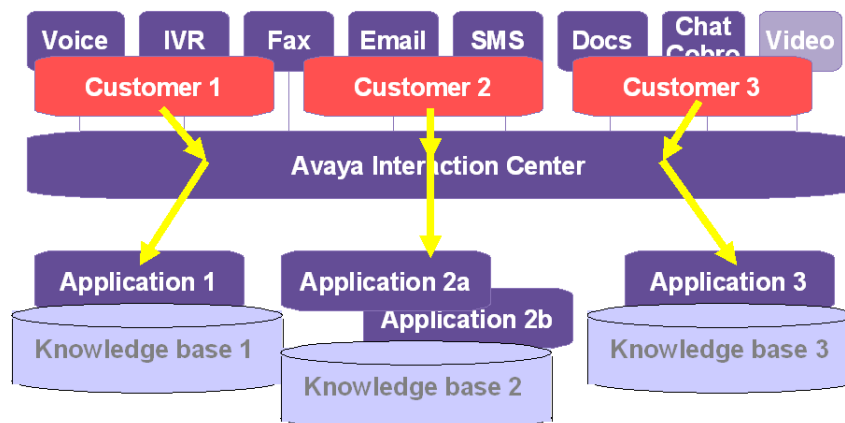 Voice
IVR
Fax
Email
SMS
Docs
Chat
Cobro
Video
Customer 1
Customer 2
Customer 3
Avaya Interaction Center
Application 1
Application 2a
Application 3
Application 2b
Knowledge base 1
Knowledge base 3
Knowledge base 2